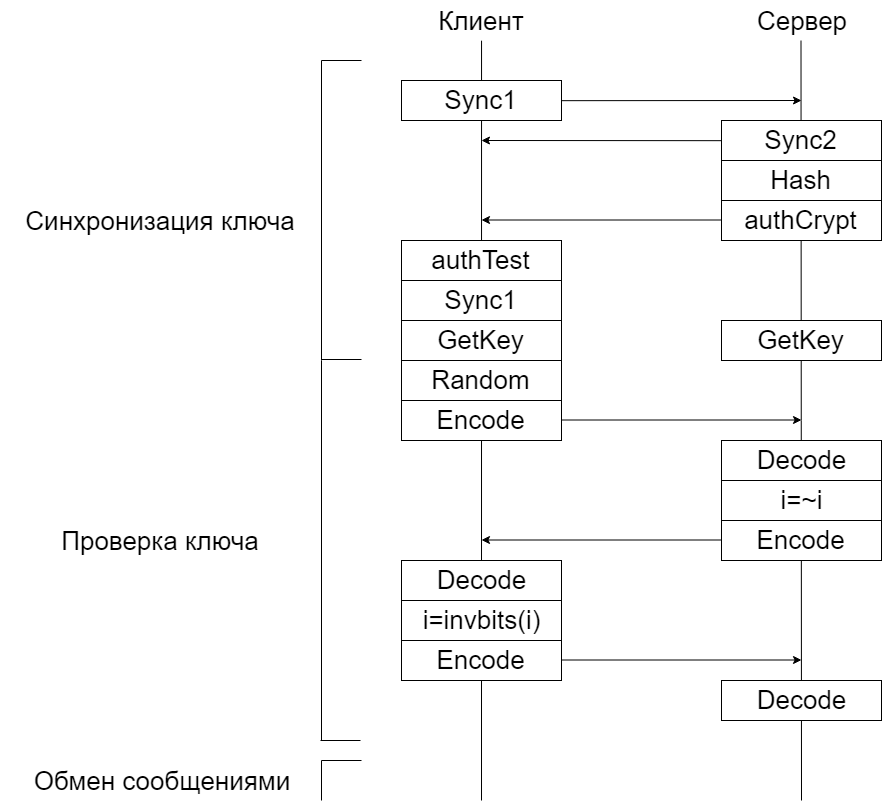 Клиент
Сервер
Sync1
Sync2
Hash
Синхронизация ключа
authCrypt
authTest
Sync1
GetKey
GetKey
Random
Encode
Decode
i=~i
Проверка ключа
Encode
Decode
i=invbits(i)
Encode
Decode
Обмен сообщениями